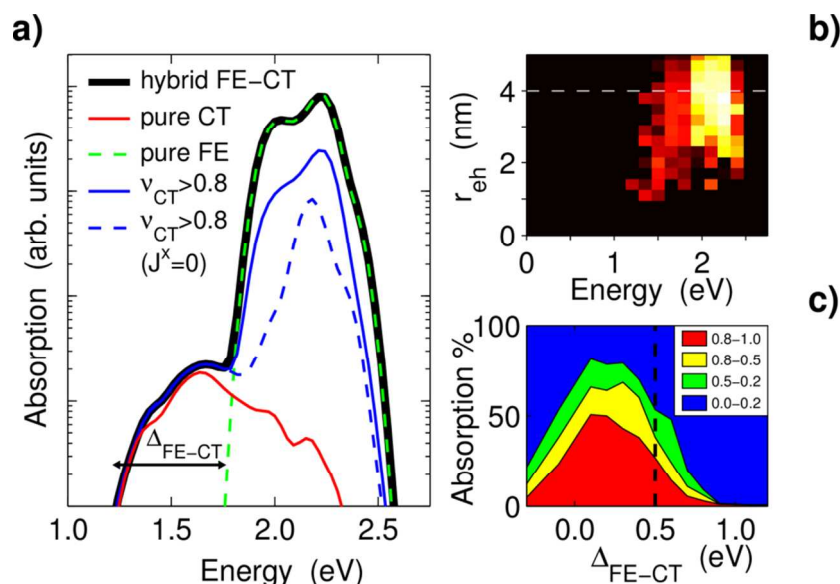 a)
hybrid FE-CT
pure CT
pure FE
νCT>0.8
νCT>0.8
(Jx=0)
ΔFE-CT
Absorption (arb. units)
1.0 1.5 2.0 2.5
Energy (eV)
b)
reh (nm)
4
2
0
0 1 2
Energy (eV)
c)
0.8-1.0
0.8-0.5
0.5-0.2
0.0-0.2
Absorption %
100
50
0
0.0 0.5 1.0
ΔFE-CT (eV)